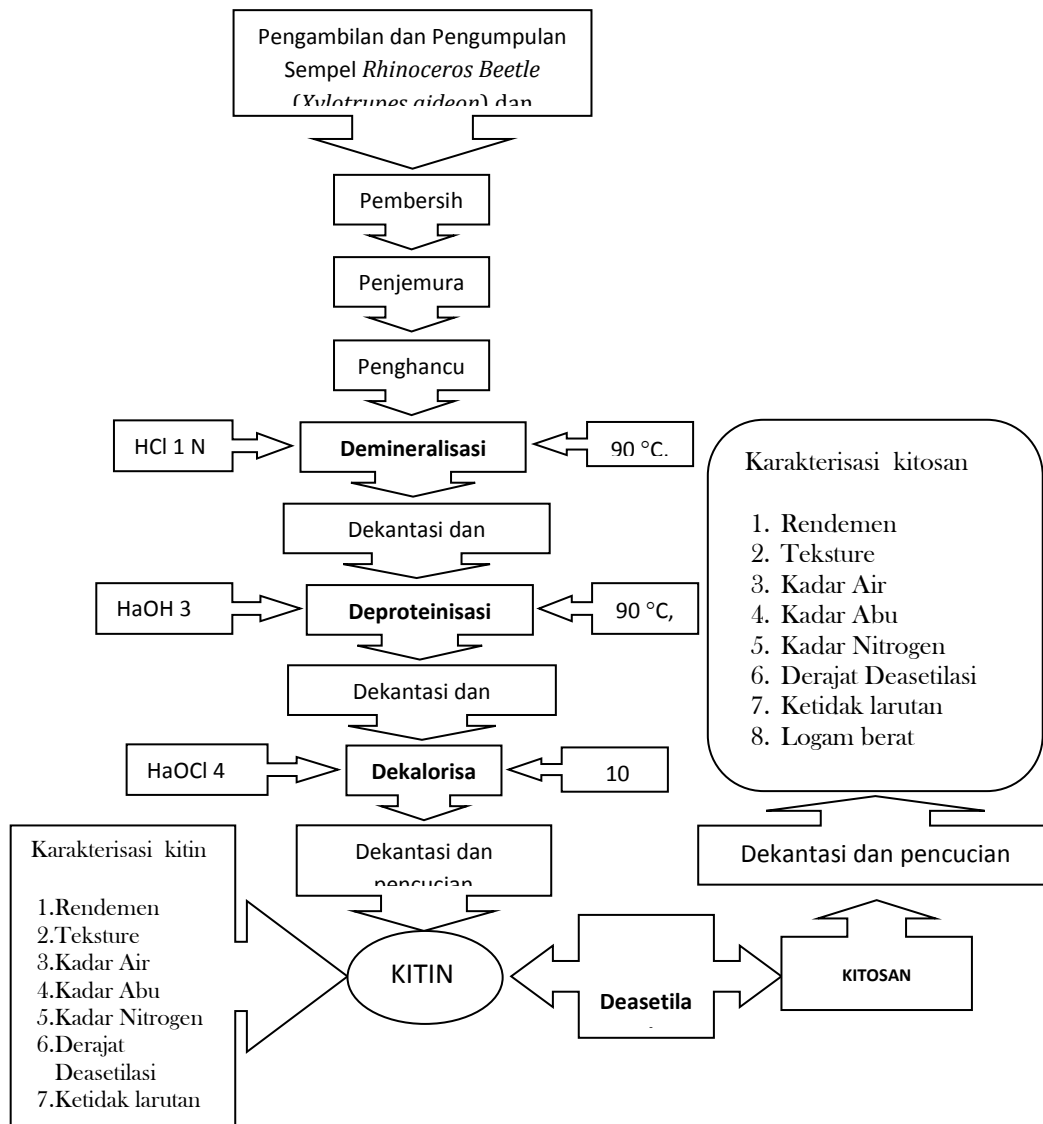 Pengambilan dan Pengumpulan
Sempel Rhinoceros Beetle
(Xylotrupes gideon) dan
Pembersih
Penjemura
Penghancu
HCl 1 N
Demineralisasi
90 °C.
Dekantasi dan
HaOH 3
Deproteinisasi
90 °C,
Dekantasi dan
HaOCl 4
Dekalorisa
10
Dekantasi dan
pencucian
KITIN
Karakterisasi kitin
1.Rendemen
2.Teksture
3.Kadar Air
4.Kadar Abu
5.Kadar Nitrogen
6.Derajat
Deasetilasi
7.Ketidak larutan
Deasetila
KITOSAN
Dekantasi dan pencucian
Karakterisasi kitosan
1. Rendemen
2. Teksture
3. Kadar Air
4. Kadar Abu
5. Kadar Nitrogen
6. Derajat Deasetilasi
7. Ketidak larutan
8. Logam berat